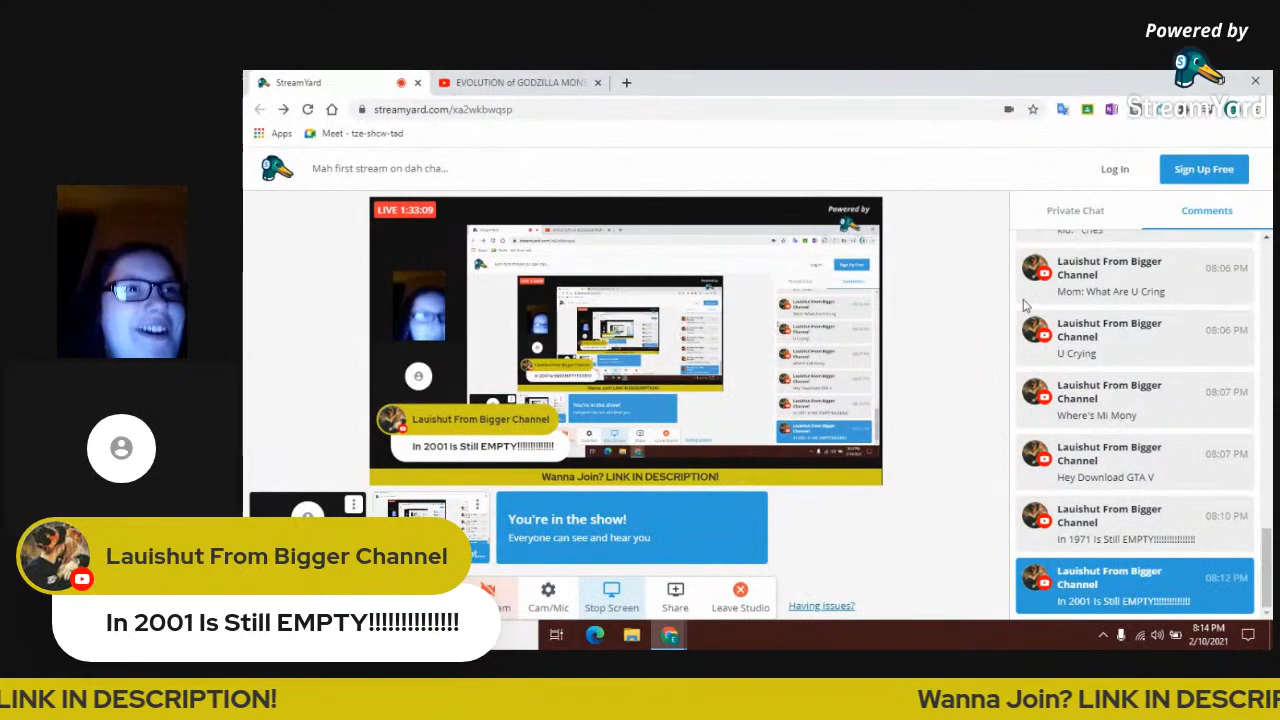 Powered by
StreamYard
StreamYard
EVOLUTION of GODZILLA MONS
streamyard.com/xa2wkbwqsp
Apps
Meet - tze-shcw-tad
Mah first stream on dah cha...
Log In
Sign Up Free
LIVE 1:33:09
Powered by
Lauishut From Bigger Channel
In 2001 Is Still EMPTY!!!!!!!!!!!!!!
Wanna Join? LINK IN DESCRIPTION!
You're in the show!
Private Chat
Comments
Lauishut From Bigger
Channel
08:06 PM
Mom: What Are U Cring
Lauishut From Bigger
Channel
08:06 PM
U Crying
Lauishut From Bigger
Channel
08:07 PM
Where's Mi Mony
Lauishut From Bigger
Channel
08:07 PM
Hey Download GTA V
Lauishut From Bigger
Channel
08:10 PM
In 1971 Is Still EMPTY!!!!!!!!!!!!!!
Lauishut From Bigger
Channel
08:12 PM
In 2001 Is Still EMPTY!!!!!!!!!!!!!!
You're in the show!
Everyone can see and hear you
Cam/Mic
Stop Screen
Share
Leave Studio
Having issues?
8:14 PM
2/10/2021
Lauishut From Bigger Channel
In 2001 Is Still EMPTY!!!!!!!!!!!!!!
LINK IN DESCRIPTION!
Wanna Join? LINK IN DESCRIP